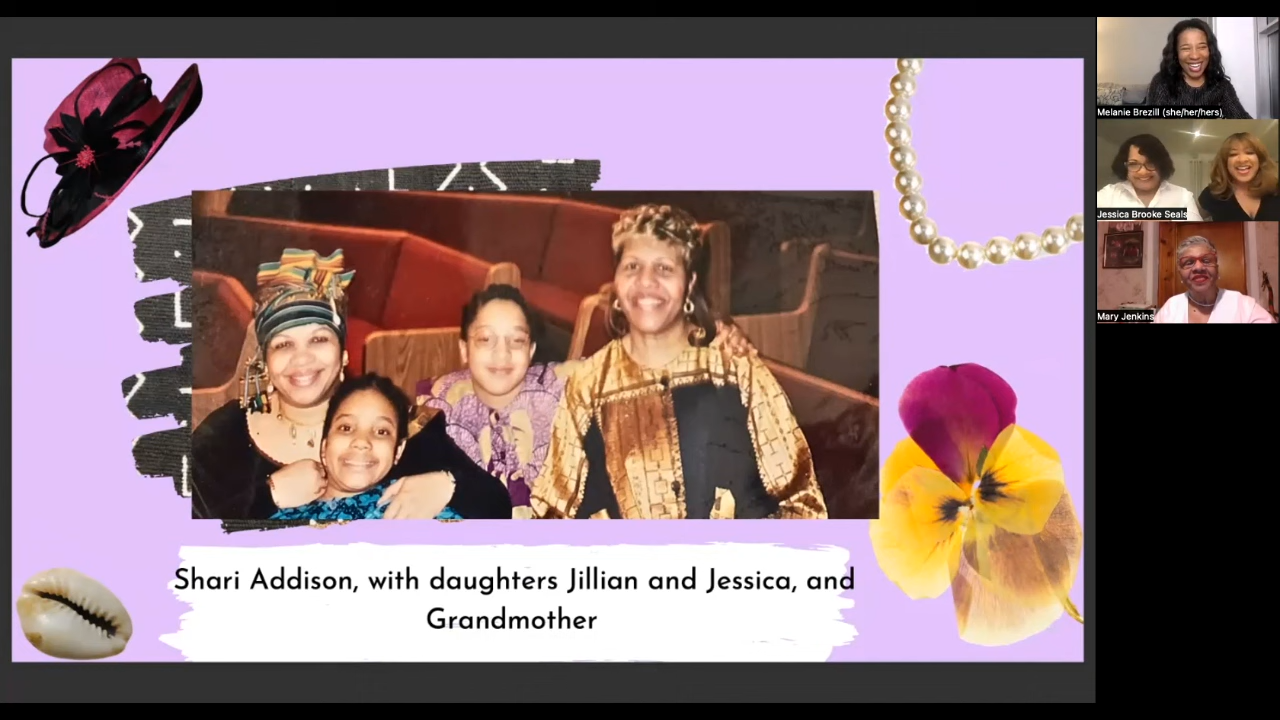 Shari Addison, with daughters Jillian and Jessica, and
Grandmother
Melanie Brezill (she/her/hers)
Jessica Brooke Seals
Mary Jenkins